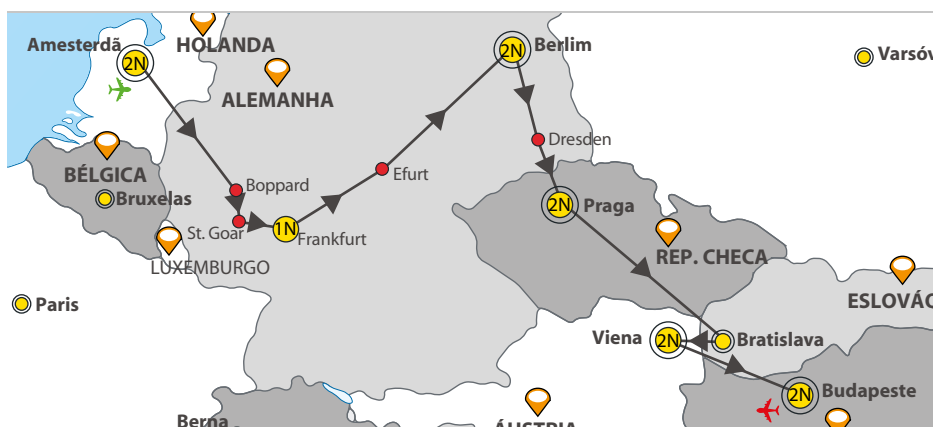 Amesterdã
2N
HOLANDA
ALEMANHA
2N
Berlim
Varsóv
BÉLGICA
Bruxelas
Boppard
St. Goar
1N
Frankfurt
LUXEMBURGO
Efurt
Dresden
2N
Praga
REP. CHECA
ESLOVÁC
Paris
Viena
2N
Bratislava
2N
Budapeste
Berna
ÁUSTRIA